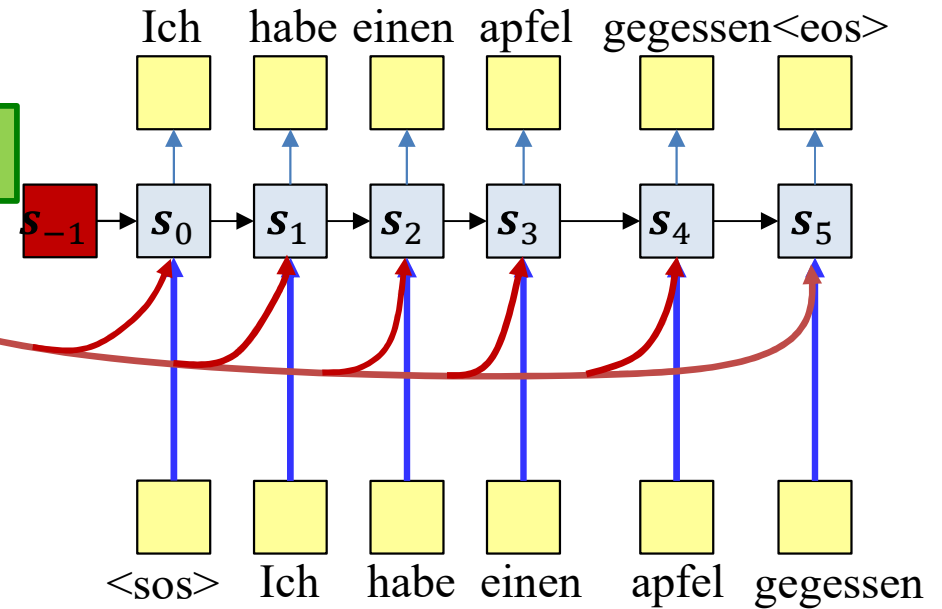 Ich habe einen apfel gegessen<eos>
s₋₁ s₀ s₁ s₂ s₃ s₄ s₅
<sos> Ich habe einen apfel gegessen